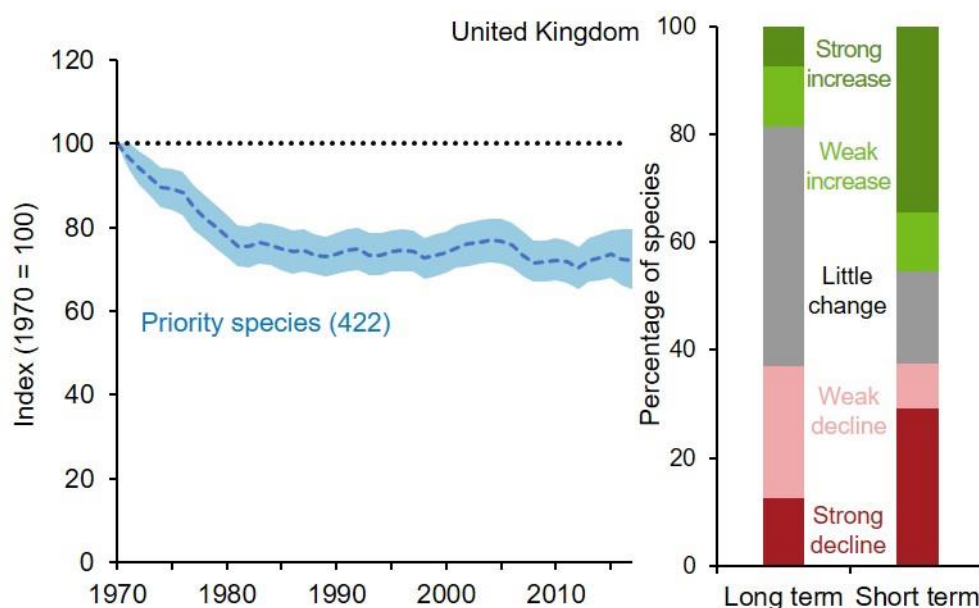 United Kingdom
Index (1970 = 100)
120
100
80
60
40
20
0
1970
1980
1990
2000
2010
Priority species (422)
Percentage of species
100
80
60
40
20
0
Strong
increase
Weak
increase
Little
change
Weak
decline
Strong
decline
Long term
Short term